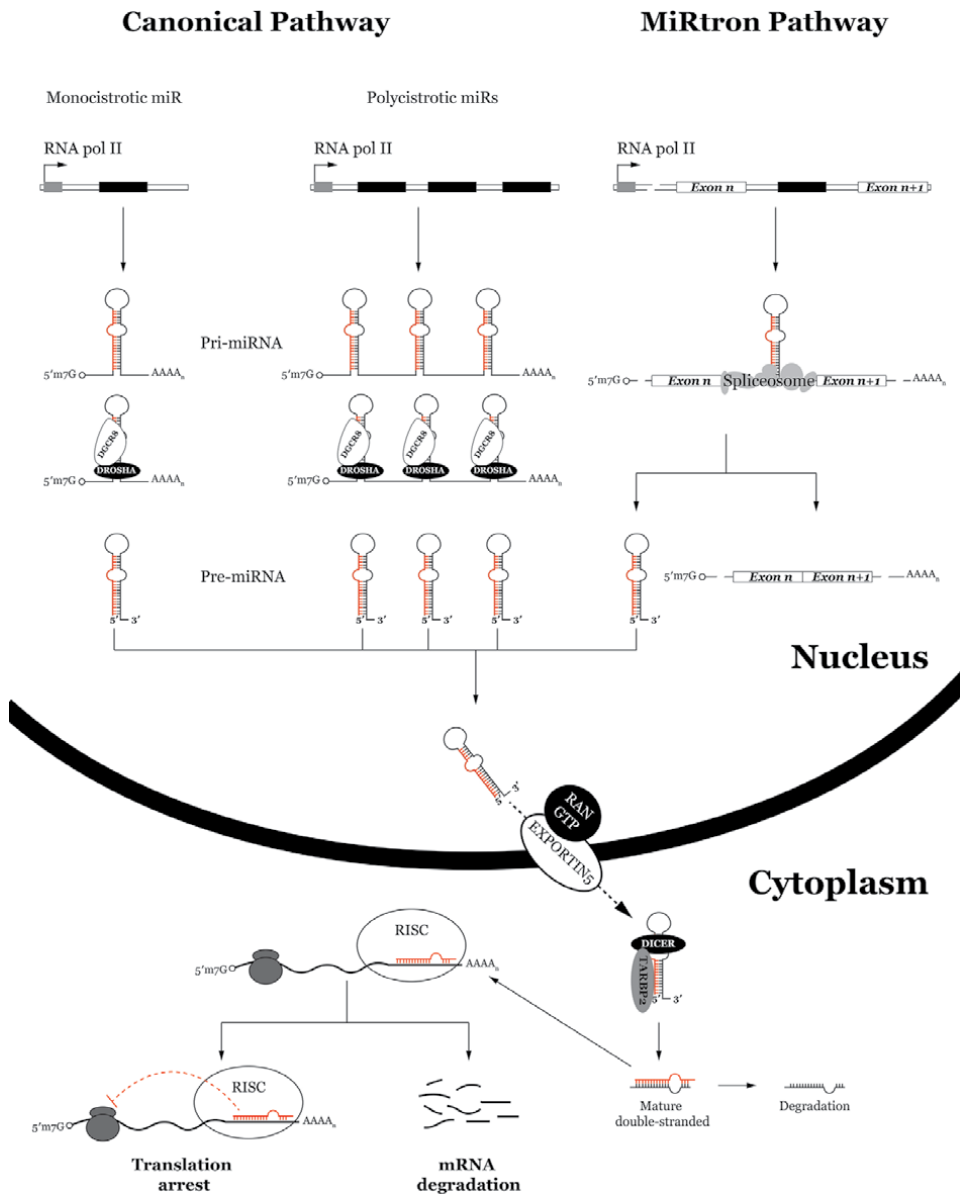 Canonical Pathway
MiRtron Pathway
Monocistrotic miR
Polycistrotic miRs
RNA pol II
RNA pol II
RNA pol II
Exon n
Exon n+1
Pri-miRNA
5'm7G
AAAAn
5'm7G
AAAAn
5'm7G
Exon n
Spliceosome
Exon n+1
AAAAn
DGCR8
DROSHA
5'm7G
AAAAn
DGCR8
DROSHA
DGCR8
DROSHA
DGCR8
DROSHA
5'm7G
AAAAn
Pre-miRNA
5' 3'
5' 3'
5' 3'
5' 3'
5' 3'
5'm7G
Exon n
Exon n+1
AAAAn
Nucleus
5' 3'
RAN
GTP
EXPORTIN5
Cytoplasm
RISC
5'm7G
AAAAn
DICER
TARBP2
5' 3'
RISC
5'm7G
AAAAn
Mature
double-stranded
Degradation
Translation
arrest
mRNA
degradation